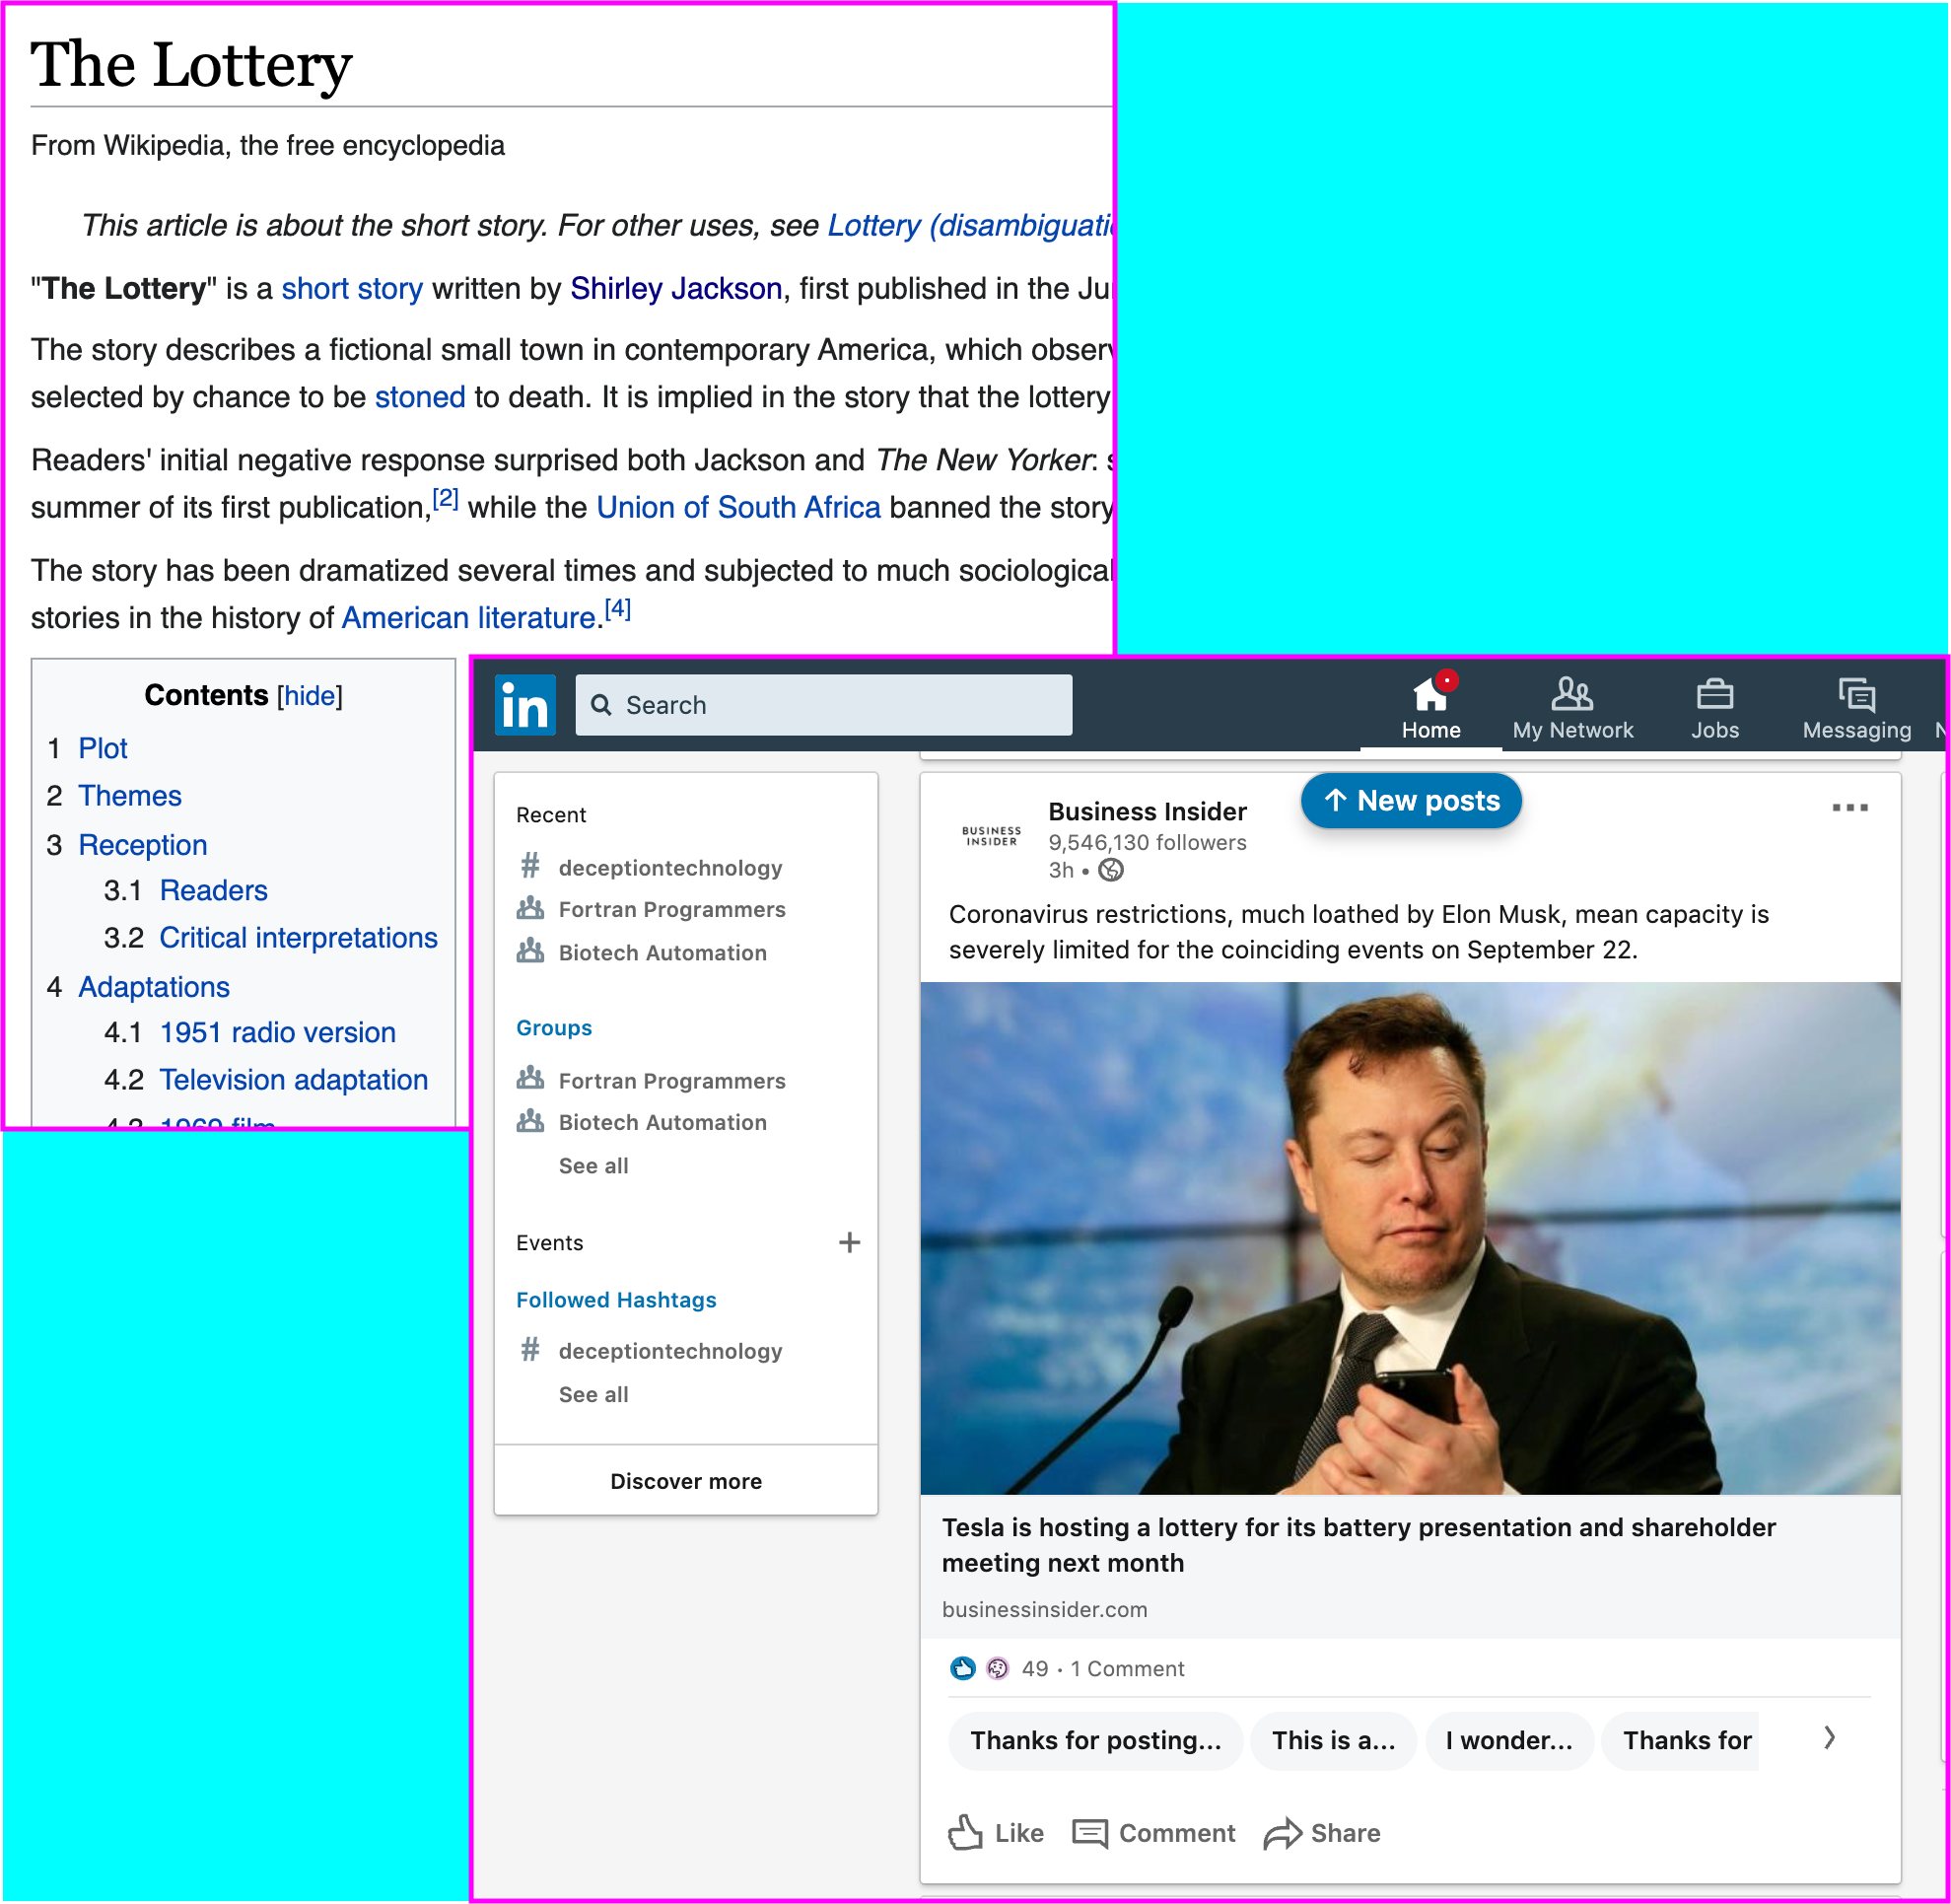 The Lottery
From Wikipedia, the free encyclopedia
This article is about the short story. For other uses, see Lottery (disambiguati
"The Lottery" is a short story written by Shirley Jackson, first published in the Ju
The story describes a fictional small town in contemporary America, which observ
selected by chance to be stoned to death. It is implied in the story that the lottery
Readers' initial negative response surprised both Jackson and The New Yorker: s
summer of its first publication,[2] while the Union of South Africa banned the story
The story has been dramatized several times and subjected to much sociological
stories in the history of American literature.[4]
Contents [hide]
1 Plot
2 Themes
3 Reception
3.1 Readers
3.2 Critical interpretations
4 Adaptations
4.1 1951 radio version
4.2 Television adaptation
4.3 1969 film
in
Search
Home
My Network
Jobs
Messaging
N
Recent
# deceptiontechnology
Fortran Programmers
Biotech Automation
Groups
Fortran Programmers
Biotech Automation
See all
Events +
Followed Hashtags
# deceptiontechnology
See all
Discover more
↑ New posts
BUSINESS
INSIDER
Business Insider
9,546,130 followers
3h •
Coronavirus restrictions, much loathed by Elon Musk, mean capacity is
severely limited for the coinciding events on September 22.
Tesla is hosting a lottery for its battery presentation and shareholder
meeting next month
businessinsider.com
49 · 1 Comment
Thanks for posting... This is a... I wonder... Thanks for
Like Comment Share